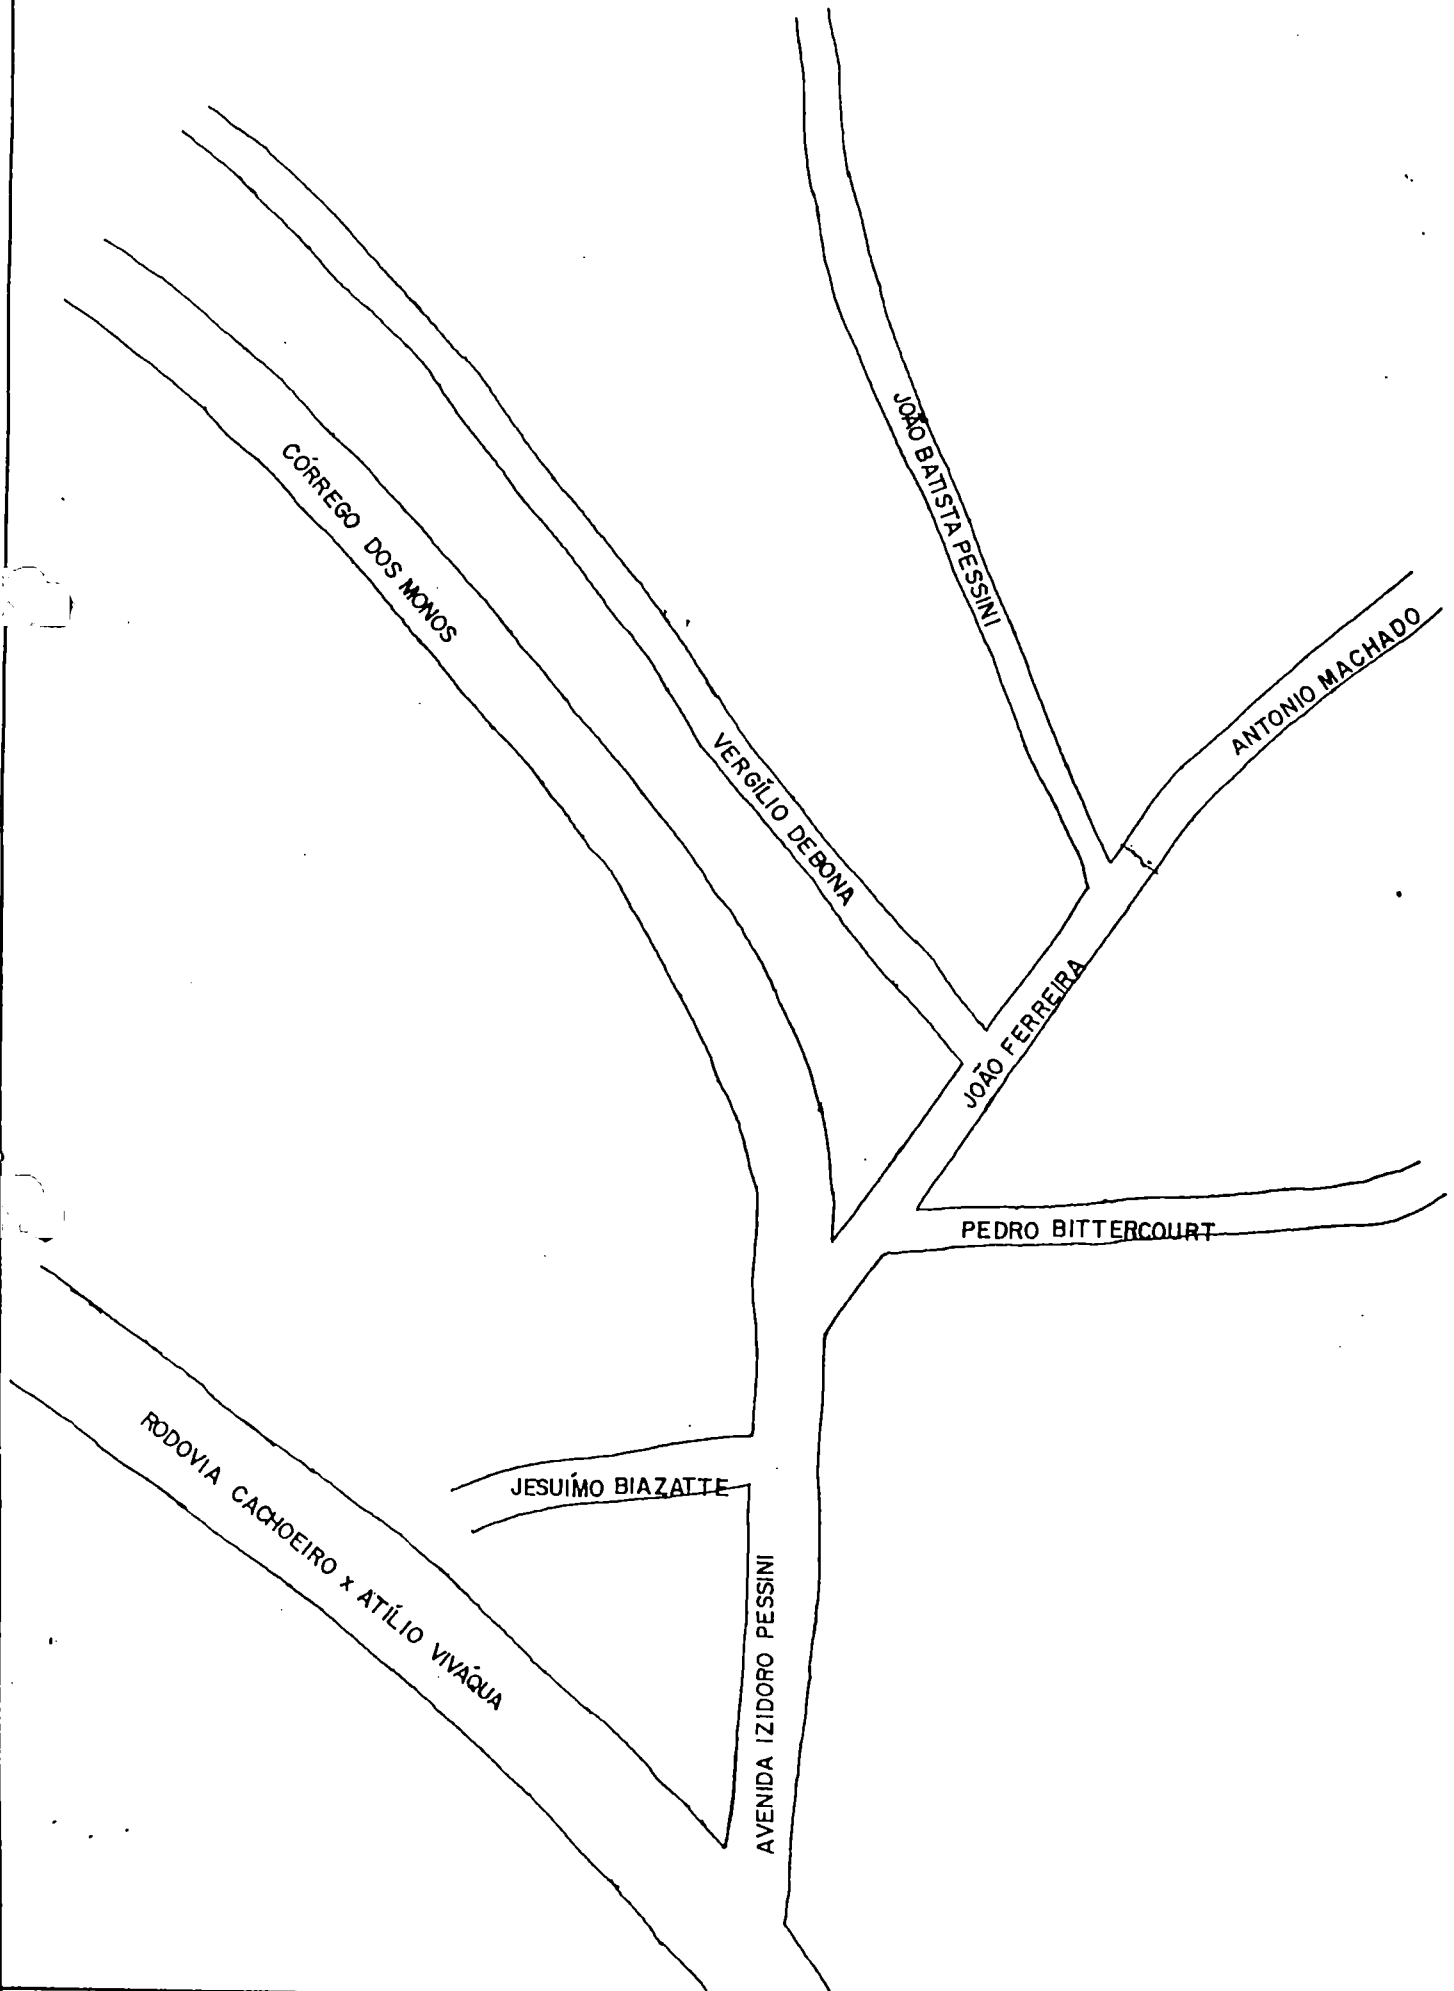 JOÃO BATISTA PESSINI
CÓRREGO DOS MONOS
ANTONIO MACHADO
VERGÍLIO DEBONA
JOÃO FERREIRA
PEDRO BITTERCOURT
RODOVIA CACHOEIRO X ATÍLIO VIVÁQUA
JESUÍMO BIAZATTE
AVENIDA IZIDORO PESSINI